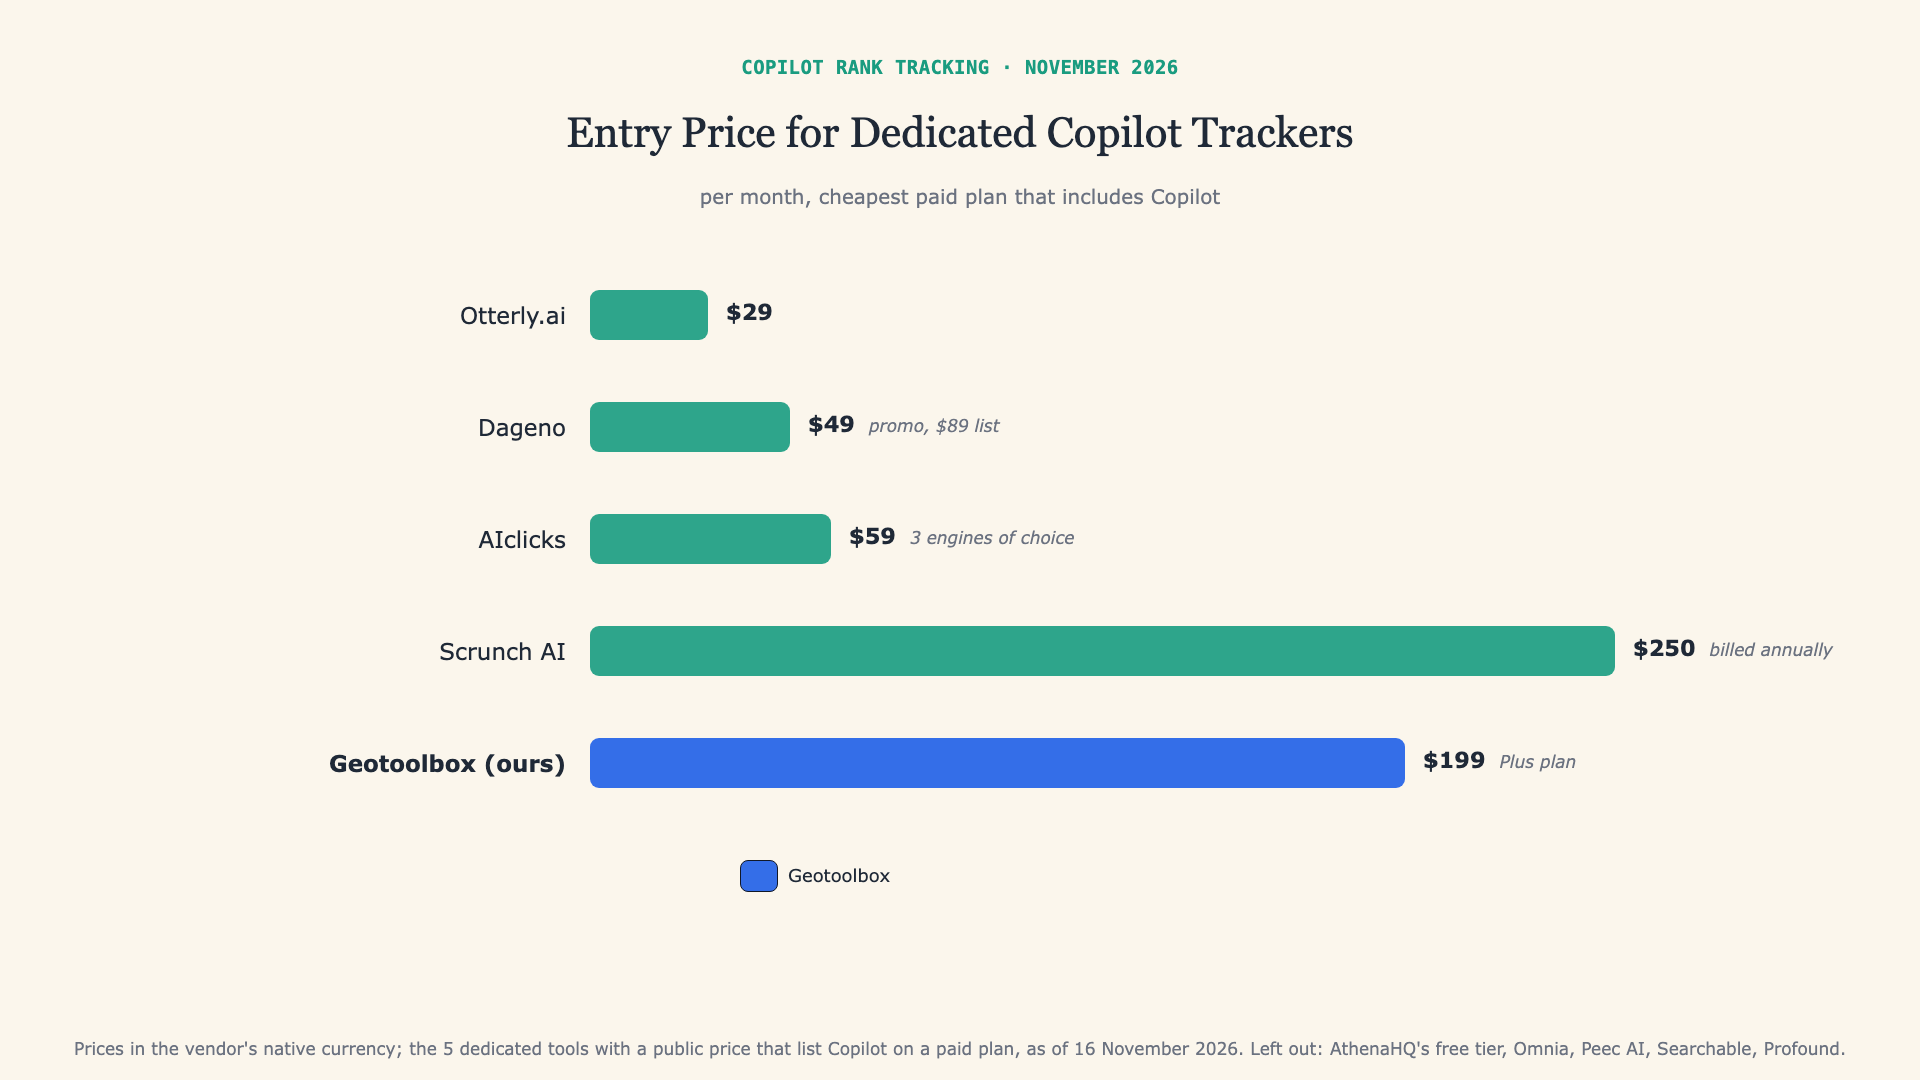 COPILOT RANK TRACKING · NOVEMBER 2026
Entry Price for Dedicated Copilot Trackers
per month, cheapest paid plan that includes Copilot
Otterly.ai $29
Dageno $49 promo, $89 list
AIclicks $59 3 engines of choice
Scrunch AI $250 billed annually
Geotoolbox (ours) $199 Plus plan
Geotoolbox
Prices in the vendor's native currency; the 5 dedicated tools with a public price that list Copilot on a paid plan, as of 16 November 2026. Left out: AthenaHQ's free tier, Omnia, Peec AI, Searchable, Profound.